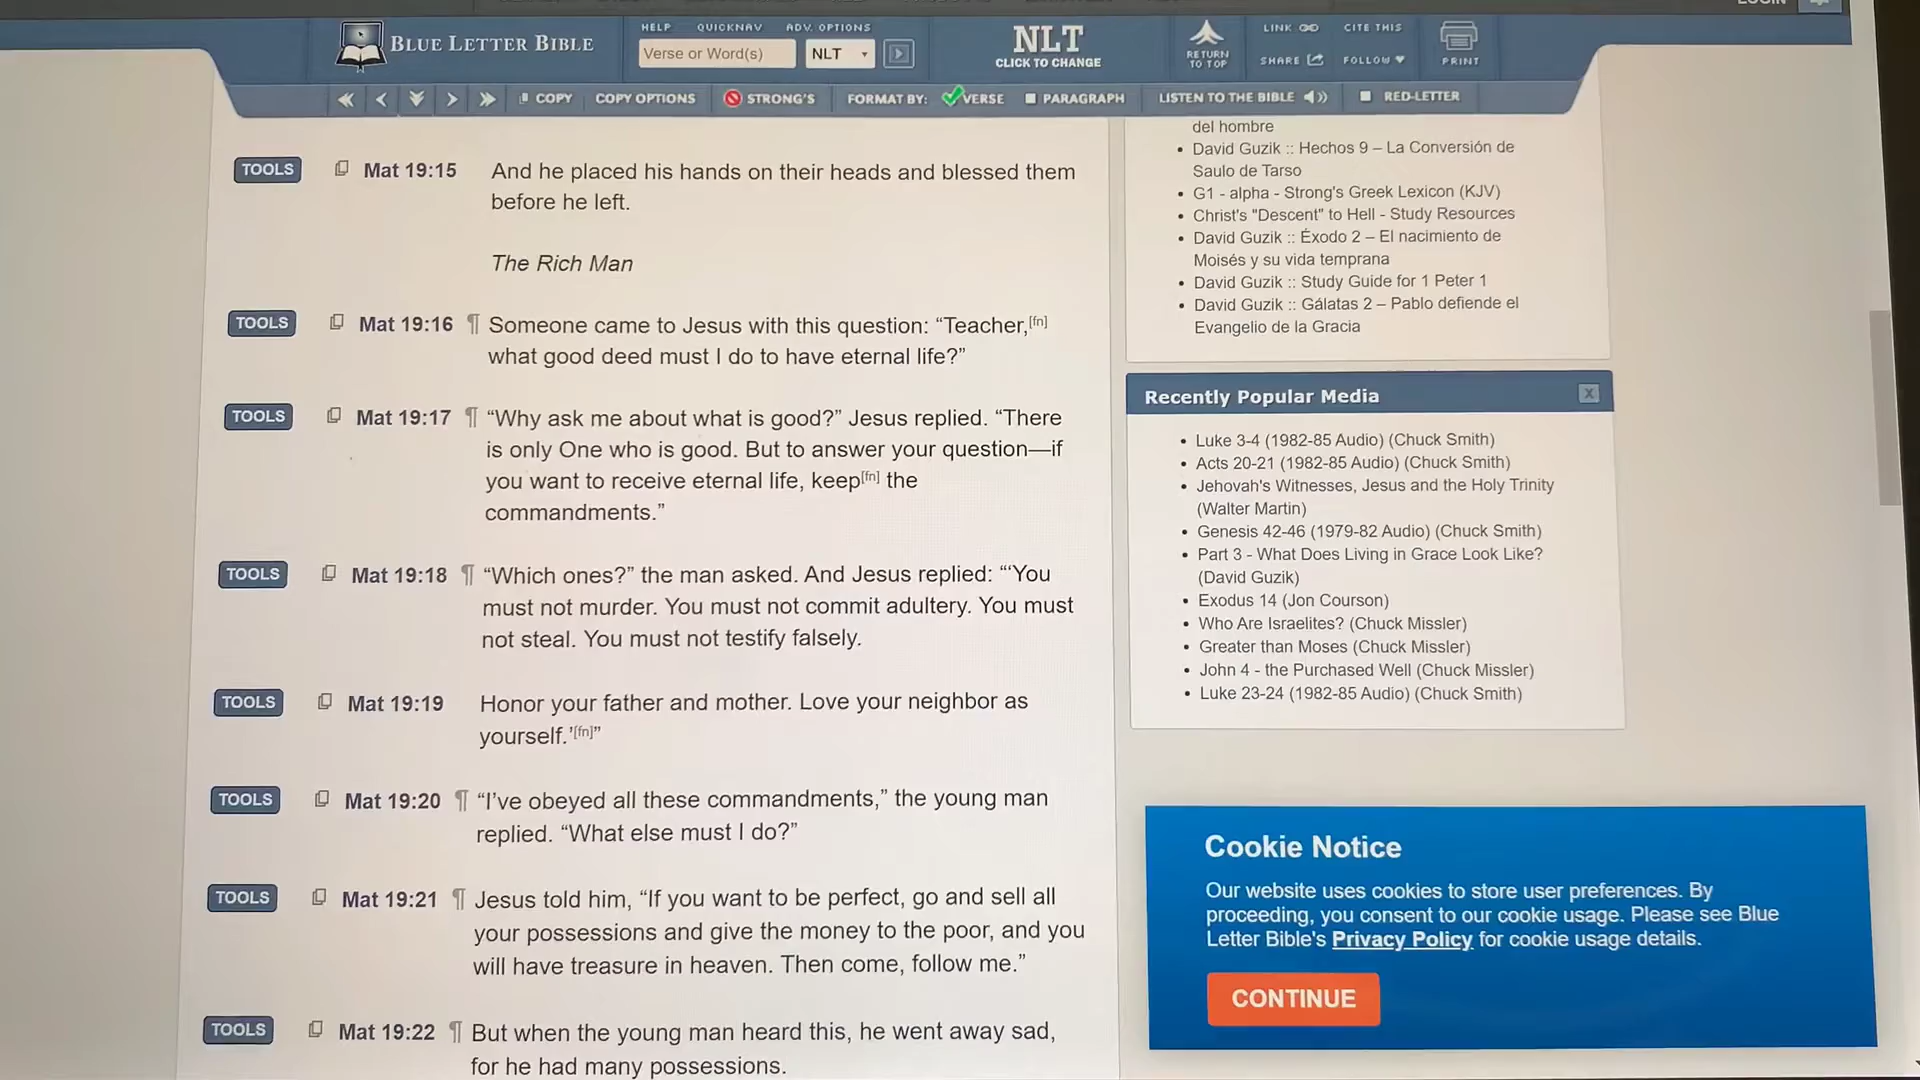 LOGIN
BLUE LETTER BIBLE
HELP QUICKNAV ADV. OPTIONS
Verse or Word(s) NLT
NLT
CLICK TO CHANGE
RETURN
TO TOP
LINK CITE THIS
SHARE FOLLOW
PRINT
COPY COPY OPTIONS STRONG'S FORMAT BY: VERSE PARAGRAPH LISTEN TO THE BIBLE RED-LETTER
TOOLS Mat 19:15 And he placed his hands on their heads and blessed them
before he left.
The Rich Man
TOOLS Mat 19:16 ¶ Someone came to Jesus with this question: “Teacher,[fn]
what good deed must I do to have eternal life?”
TOOLS Mat 19:17 ¶ “Why ask me about what is good?” Jesus replied. “There
is only One who is good. But to answer your question—if
you want to receive eternal life, keep[fn] the
commandments.”
TOOLS Mat 19:18 ¶ “Which ones?” the man asked. And Jesus replied: “‘You
must not murder. You must not commit adultery. You must
not steal. You must not testify falsely.
TOOLS Mat 19:19 Honor your father and mother. Love your neighbor as
yourself.’[fn]”
TOOLS Mat 19:20 ¶ “I’ve obeyed all these commandments,” the young man
replied. “What else must I do?”
TOOLS Mat 19:21 ¶ Jesus told him, “If you want to be perfect, go and sell all
your possessions and give the money to the poor, and you
will have treasure in heaven. Then come, follow me.”
TOOLS Mat 19:22 ¶ But when the young man heard this, he went away sad,
for he had many possessions.
del hombre
• David Guzik :: Hechos 9 – La Conversión de
Saulo de Tarso
• G1 - alpha - Strong's Greek Lexicon (KJV)
• Christ's "Descent" to Hell - Study Resources
• David Guzik :: Éxodo 2 – El nacimiento de
Moisés y su vida temprana
• David Guzik :: Study Guide for 1 Peter 1
• David Guzik :: Gálatas 2 – Pablo defiende el
Evangelio de la Gracia
Recently Popular Media x
• Luke 3-4 (1982-85 Audio) (Chuck Smith)
• Acts 20-21 (1982-85 Audio) (Chuck Smith)
• Jehovah's Witnesses, Jesus and the Holy Trinity
(Walter Martin)
• Genesis 42-46 (1979-82 Audio) (Chuck Smith)
• Part 3 - What Does Living in Grace Look Like?
(David Guzik)
• Exodus 14 (Jon Courson)
• Who Are Israelites? (Chuck Missler)
• Greater than Moses (Chuck Missler)
• John 4 - the Purchased Well (Chuck Missler)
• Luke 23-24 (1982-85 Audio) (Chuck Smith)
Cookie Notice
Our website uses cookies to store user preferences. By
proceeding, you consent to our cookie usage. Please see Blue
Letter Bible's Privacy Policy for cookie usage details.
CONTINUE